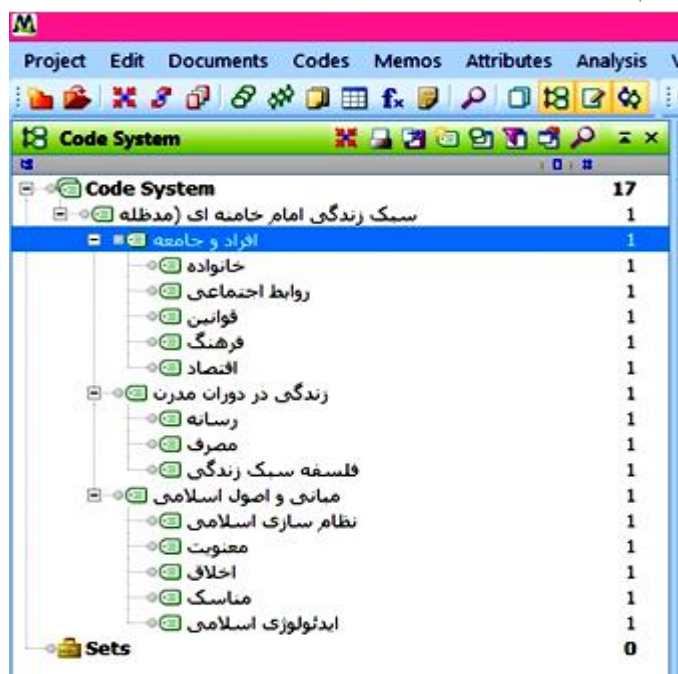 Project Edit Documents Codes Memos Attributes Analysis
Code System
Code System 17
سبک زندگی امام خامنه ای (مدظله 1
افراد و جامعه 1
خانواده 1
روابط اجتماعی 1
قوانین 1
فرهنگ 1
اقتصاد 1
زندگی در دوران مدرن 1
رسانه 1
مصرف 1
فلسفه سبک زندگی 1
مبانی و اصول اسلامی 1
نظام سازی اسلامی 1
معنویت 1
اخلاق 1
مناسک 1
ایدئولوژی اسلامی 1
Sets 0